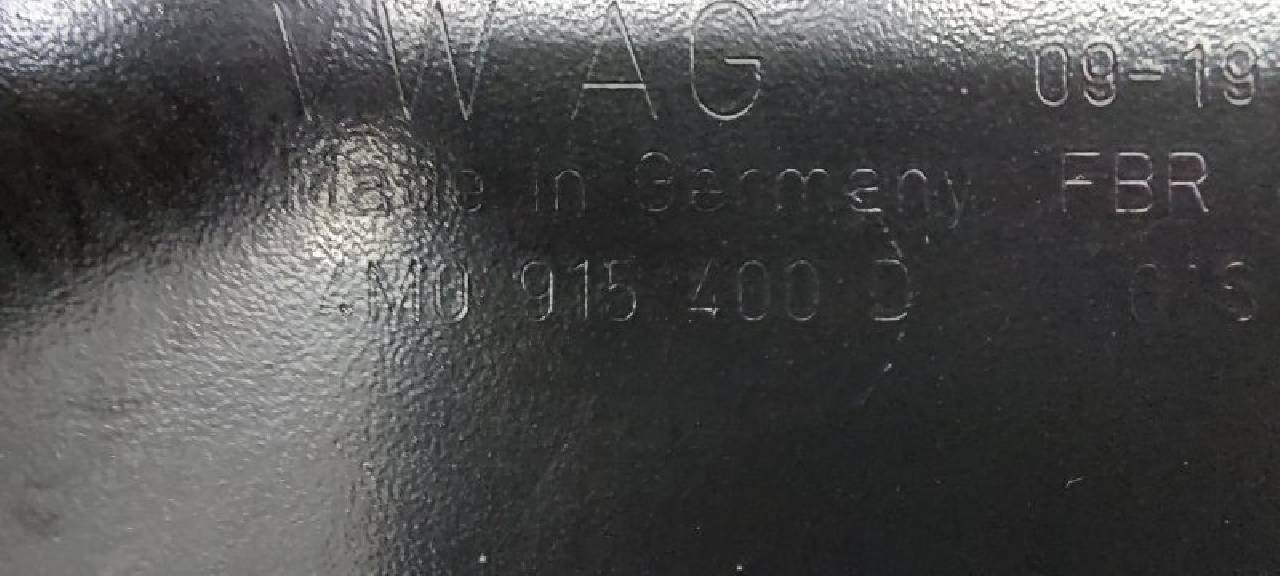 VW AG 09-19
Made in Germany FBR
4M0 915 400 D